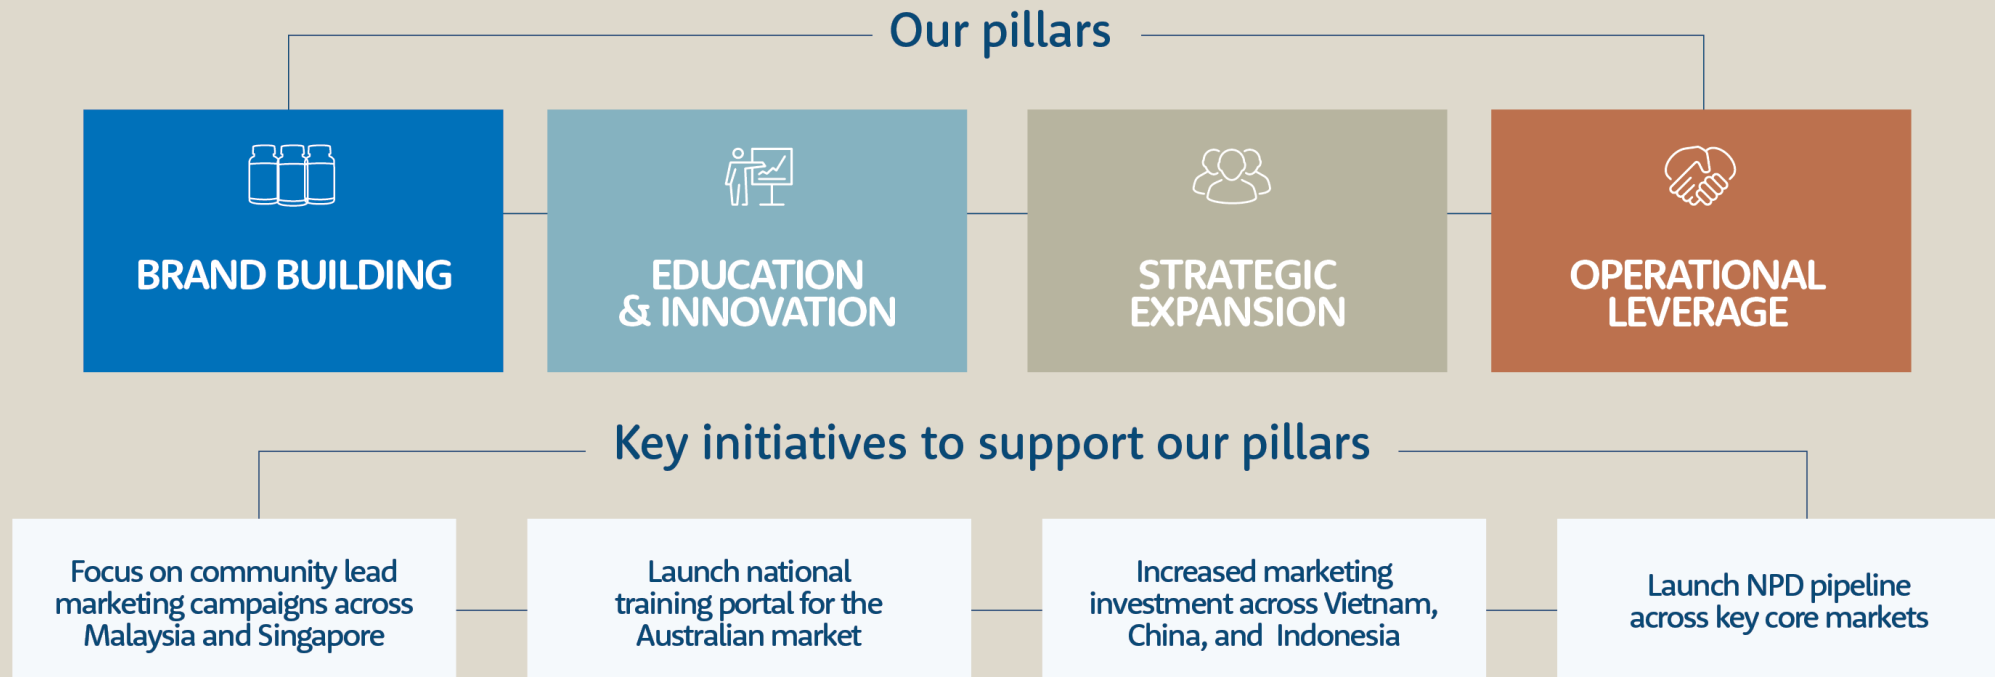 Our pillars
BRAND BUILDING
EDUCATION
& INNOVATION
STRATEGIC
EXPANSION
OPERATIONAL
LEVERAGE
Key initiatives to support our pillars
Focus on community lead
marketing campaigns across
Malaysia and Singapore
Launch national
training portal for the
Australian market
Increased marketing
investment across Vietnam,
China, and Indonesia
Launch NPD pipeline
across key core markets